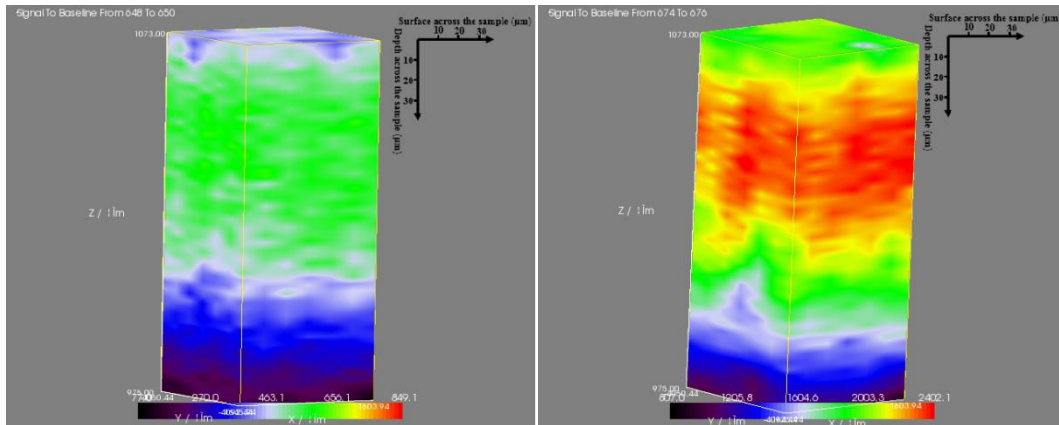 Signal To Baseline From 648 To 650
Surface across the sample (µm)
10 20 30
Depth across the sample (µm)
10
20
30
1073.00
Z /
925.00
270.0 463.1 656.1 849.1
Y /
X /
1603.94
Signal To Baseline From 674 To 676
Surface across the sample (µm)
10 20 30
Depth across the sample (µm)
10
20
30
1073.00
Z /
975.00
807.0 1205.8 1604.6 2003.3 2402.1
Y /
X /
1603.94